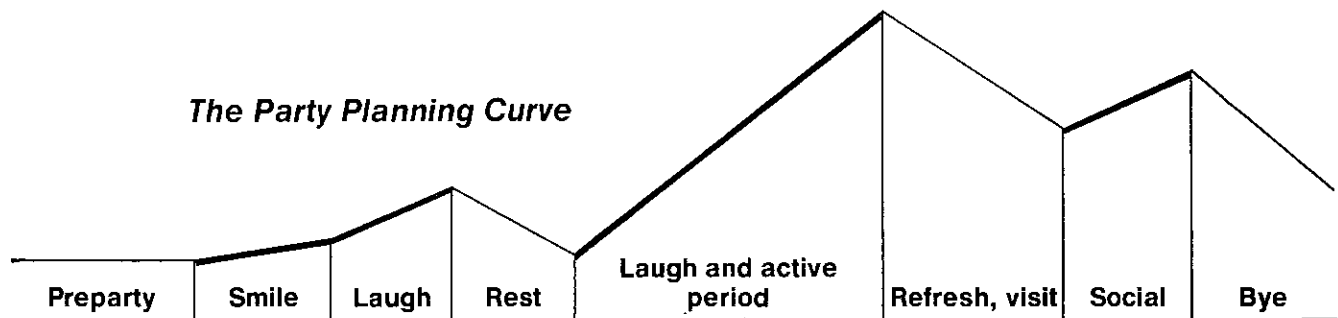 The Party Planning Curve
Preparty
Smile
Laugh
Rest
Laugh and active
period
Refresh, visit
Social
Bye